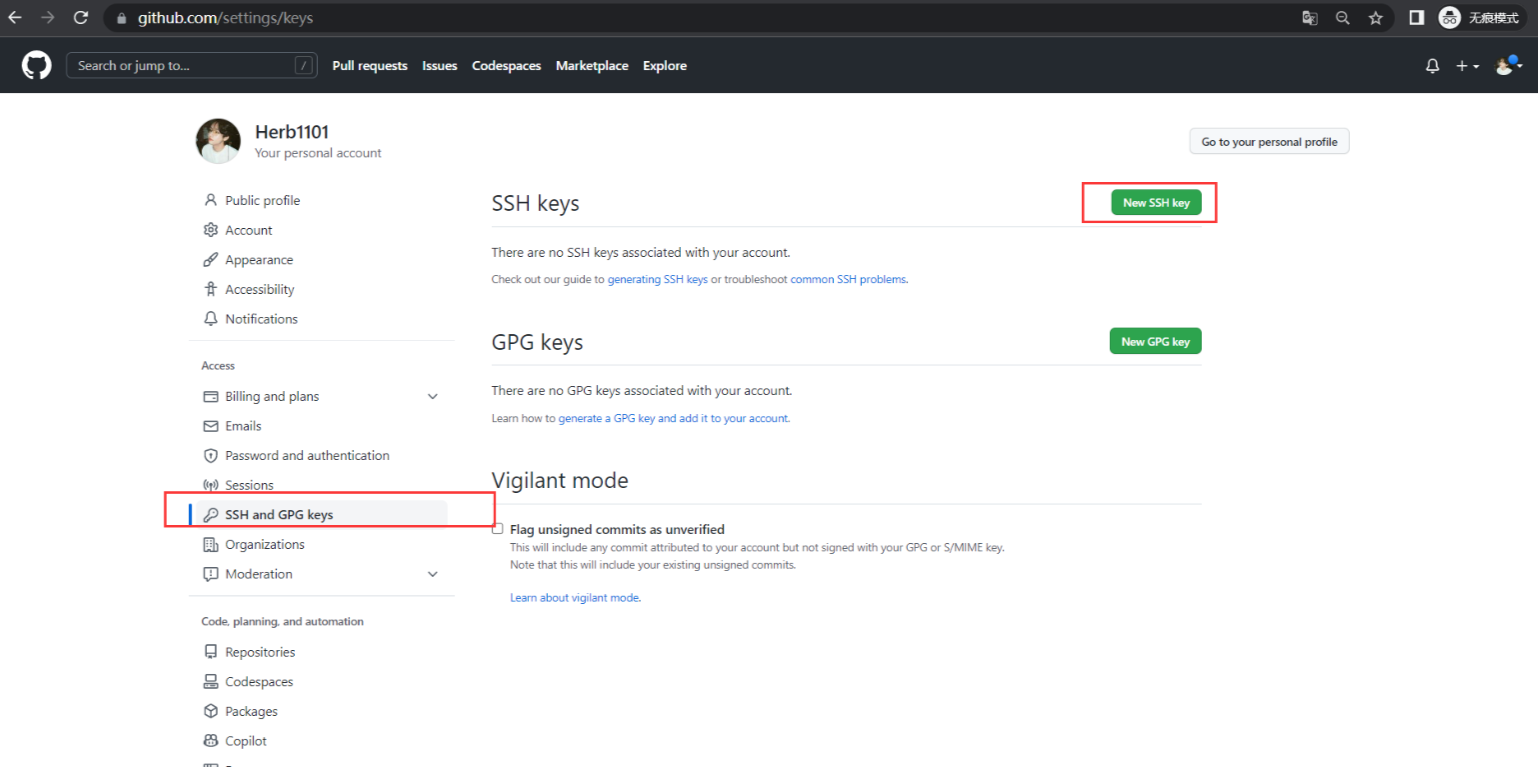 github.com/settings/keys
无痕模式
Search or jump to...
/
Pull requests Issues Codespaces Marketplace Explore
Herb1101
Your personal account
Go to your personal profile
Public profile
Account
Appearance
Accessibility
Notifications
Access
Billing and plans
Emails
Password and authentication
Sessions
SSH and GPG keys
Organizations
Moderation
Code, planning, and automation
Repositories
Codespaces
Packages
Copilot
SSH keys
New SSH key
There are no SSH keys associated with your account.
Check out our guide to generating SSH keys or troubleshoot common SSH problems.
GPG keys
New GPG key
There are no GPG keys associated with your account.
Learn how to generate a GPG key and add it to your account.
Vigilant mode
Flag unsigned commits as unverified
This will include any commit attributed to your account but not signed with your GPG or S/MIME key.
Note that this will include your existing unsigned commits.
Learn about vigilant mode.